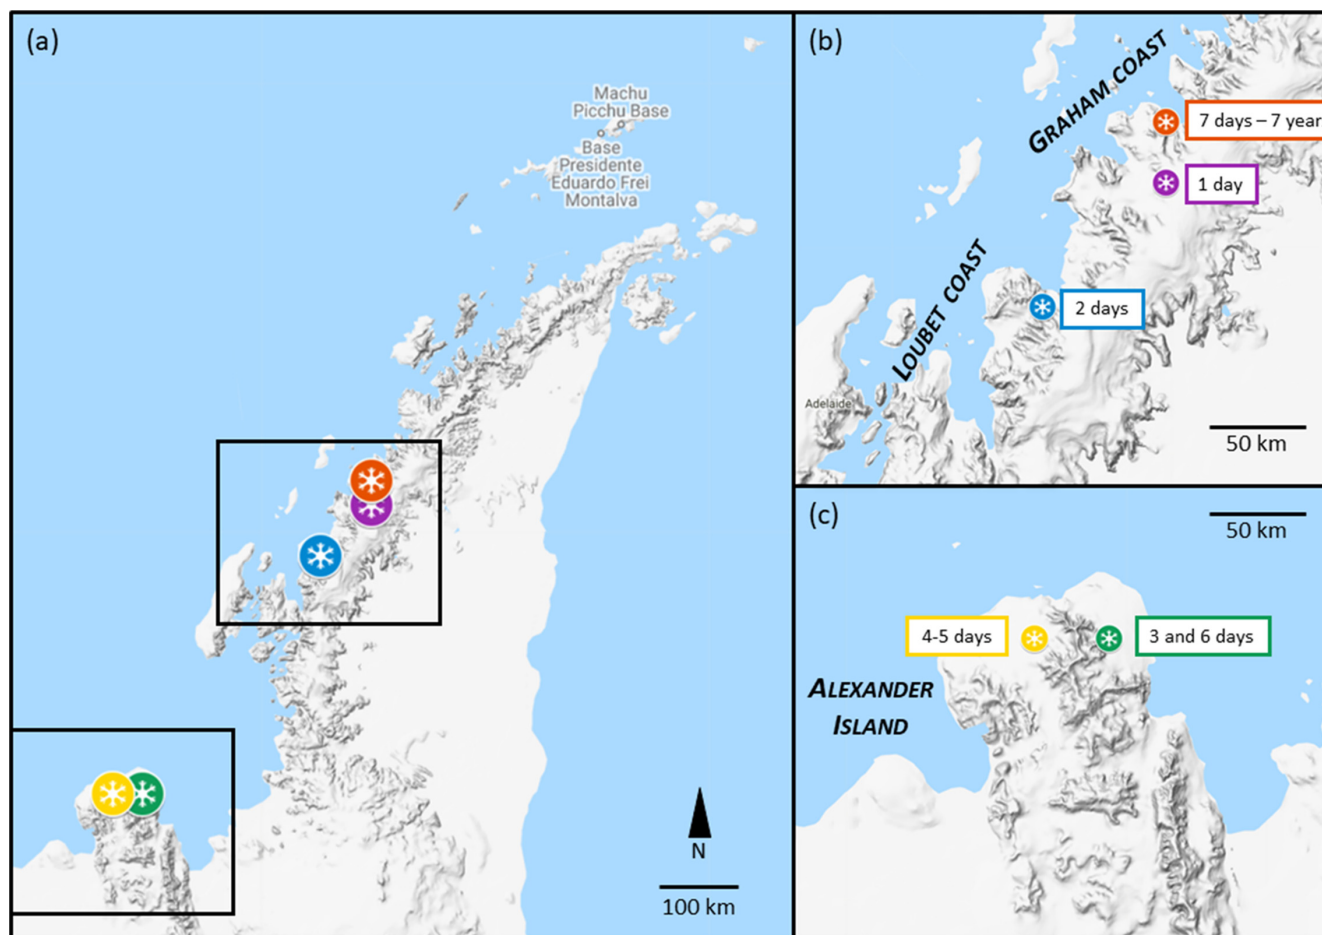 (a)
Machu
Picchu Base
Base
Presidente
Eduardo Frei
Montalva
N
100 km
(b)
GRAHAM COAST
7 days – 7 year
1 day
LOUBET COAST
2 days
Adelaide
50 km
(c)
50 km
4-5 days
3 and 6 days
ALEXANDER
ISLAND